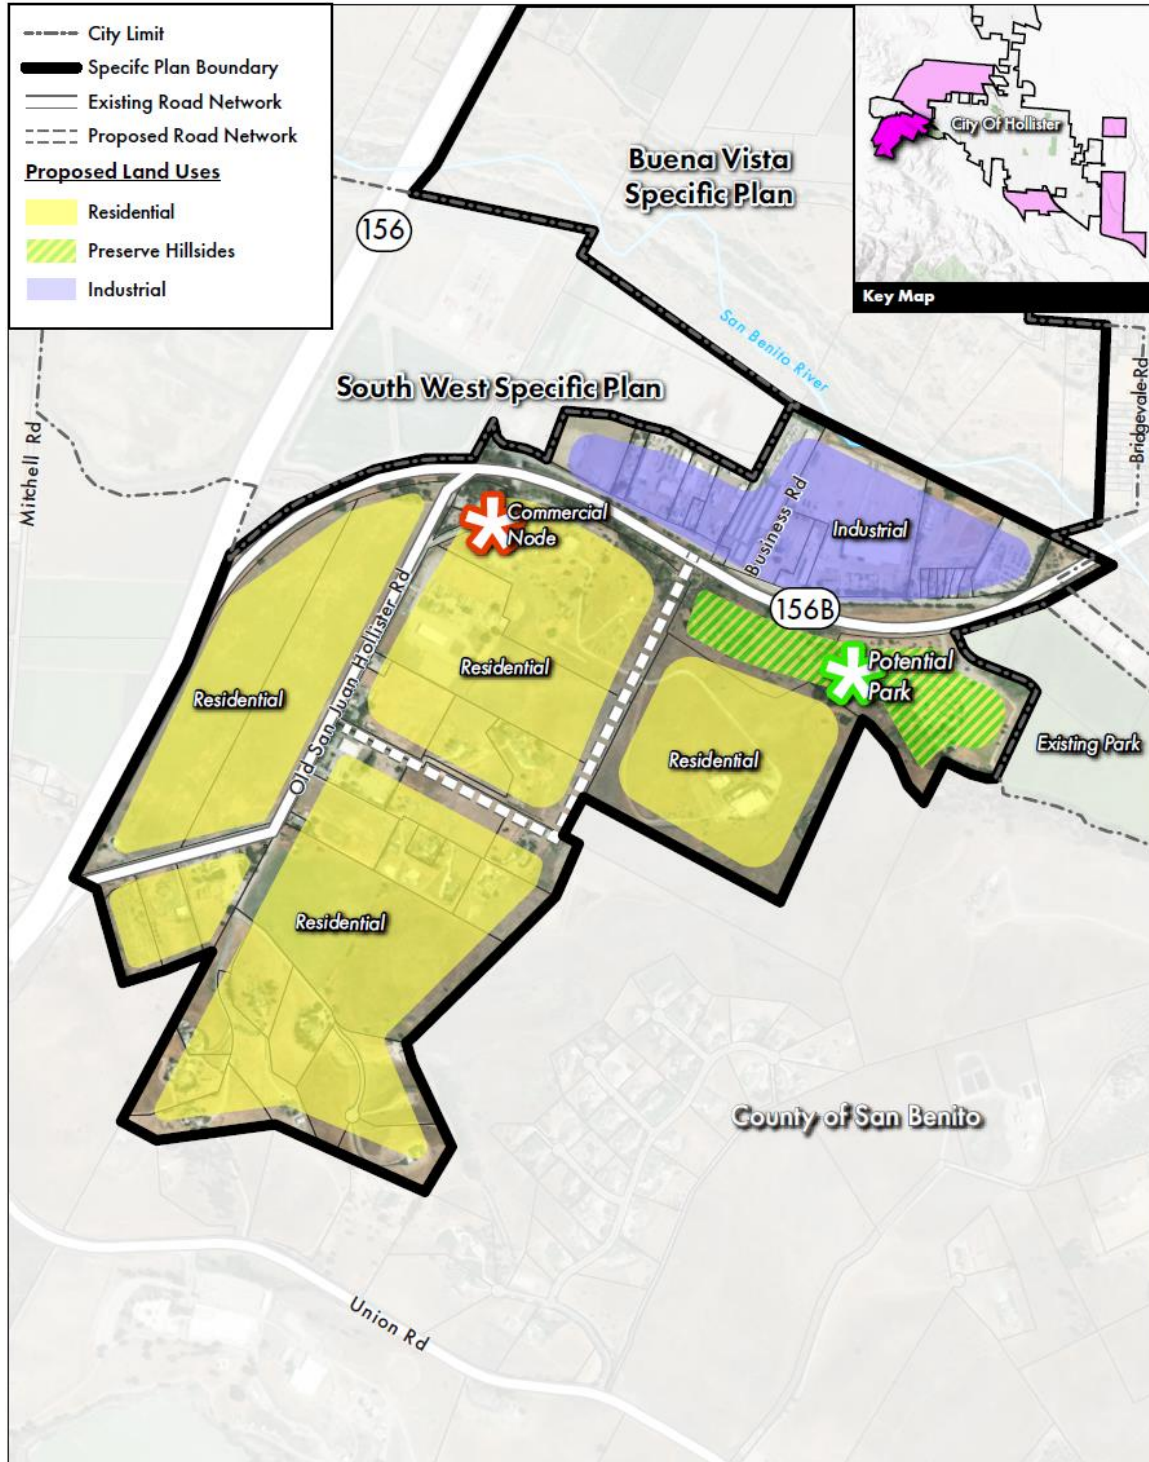 City Limit
Specifc Plan Boundary
Existing Road Network
Proposed Road Network
Proposed Land Uses
Residential
Preserve Hillsides
Industrial
City Of Hollister
Key Map
Buena Vista
Specific Plan
156
San Benito River
Bridgevale Rd
South West Specific Plan
Mitchell Rd
Commercial
Node
Business Rd
Industrial
156B
Old San Juan Hollister Rd
Residential
Residential
Potential
Park
Existing Park
Residential
Residential
County of San Benito
Union Rd